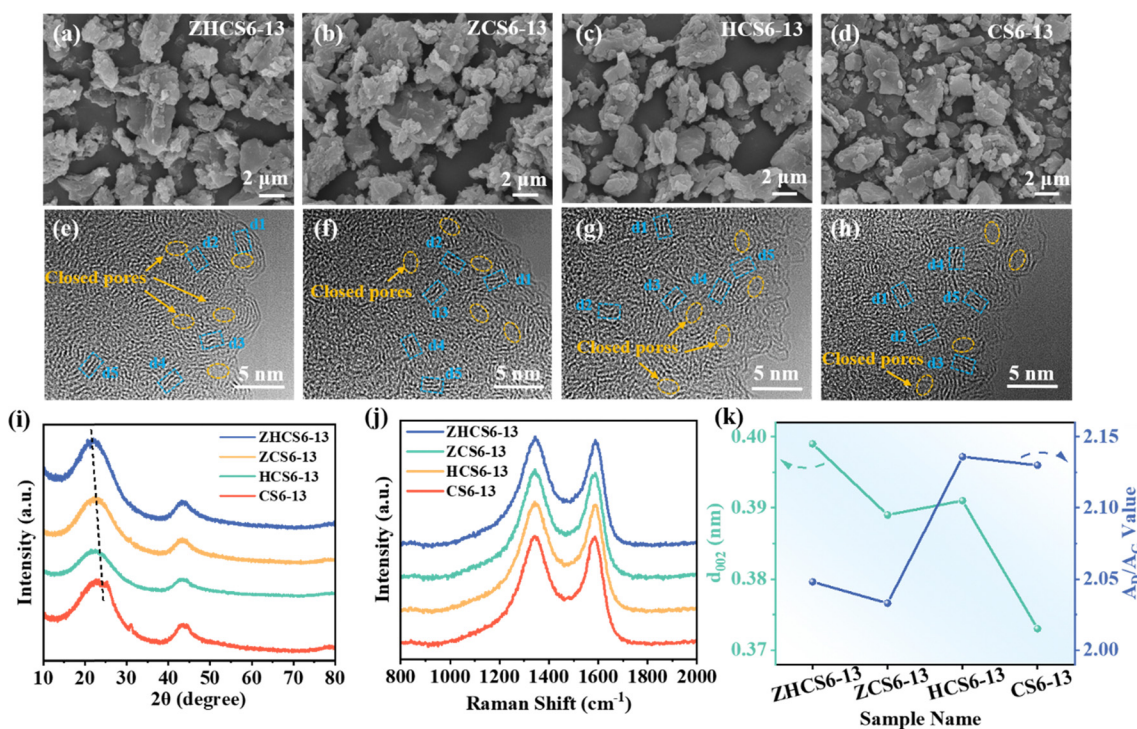 (a) ZHCS6-13
2 μm
(b) ZCS6-13
2 μm
(c) HCS6-13
2 μm
(d) CS6-13
2 μm
(e)
d1
d2
Closed pores
d3
d4
d5
5 nm
(f)
d2
d1
Closed pores
d3
d4
d5
5 nm
(g)
d1
d5
d4
d3
d2
Closed pores
5 nm
(h)
d4
d1
d5
d2
d3
Closed pores
5 nm
(i)
ZHCS6-13
ZCS6-13
HCS6-13
CS6-13
Intensity (a.u.)
10 20 30 40 50 60 70 80
2θ (degree)
(j)
ZHCS6-13
ZCS6-13
HCS6-13
CS6-13
Intensity (a.u.)
800 1000 1200 1400 1600 1800 2000
Raman Shift (cm-1)
(k)
0.40
0.39
0.38
0.37
d002 (nm)
2.15
2.10
2.05
2.00
AD/AG Value
ZHCS6-13 ZCS6-13 HCS6-13 CS6-13
Sample Name